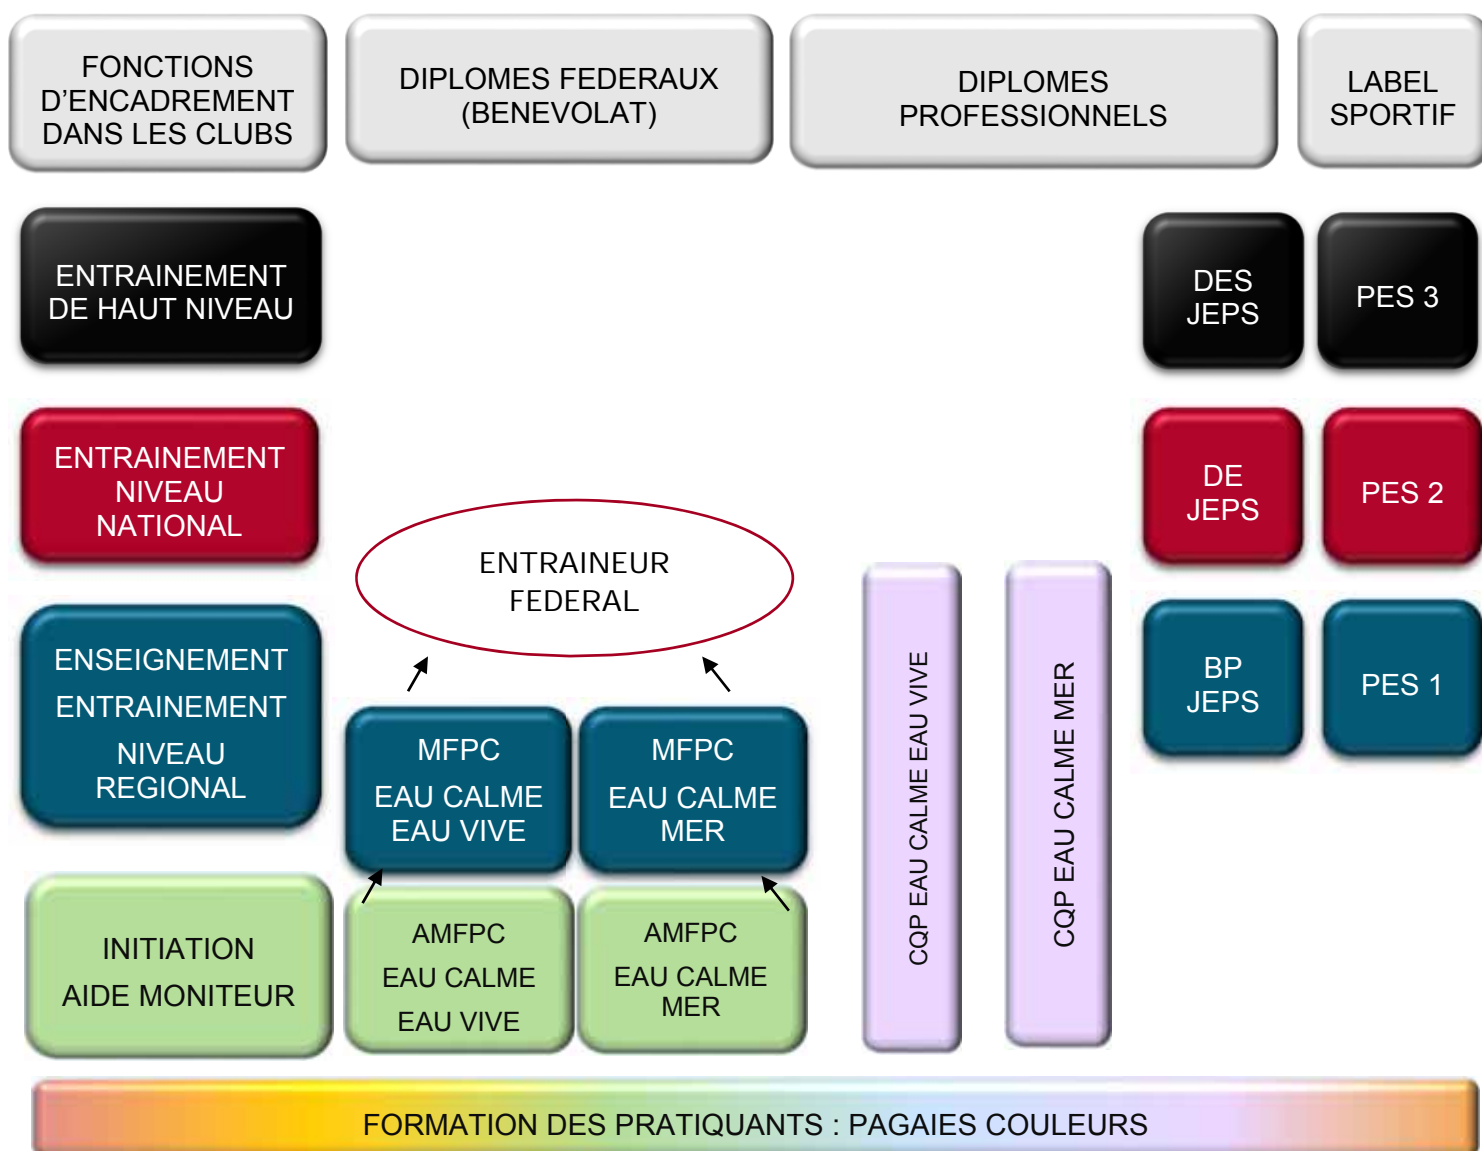 FONCTIONS
D'ENCADREMENT
DANS LES CLUBS
DIPLOMES FEDERAUX
(BENEVOLAT)
DIPLOMES
PROFESSIONNELS
LABEL
SPORTIF
ENTRAINEMENT
DE HAUT NIVEAU
DES
JEPS
PES 3
ENTRAINEMENT
NIVEAU
NATIONAL
DE
JEPS
PES 2
ENTRAINEUR
FEDERAL
ENSEIGNEMENT
ENTRAINEMENT
NIVEAU
REGIONAL
MFPC
EAU CALME
EAU VIVE
MFPC
EAU CALME
MER
CQP EAU CALME EAU VIVE
CQP EAU CALME MER
BP
JEPS
PES 1
INITIATION
AIDE MONITEUR
AMFPC
EAU CALME
EAU VIVE
AMFPC
EAU CALME
MER
FORMATION DES PRATIQUANTS : PAGAIES COULEURS